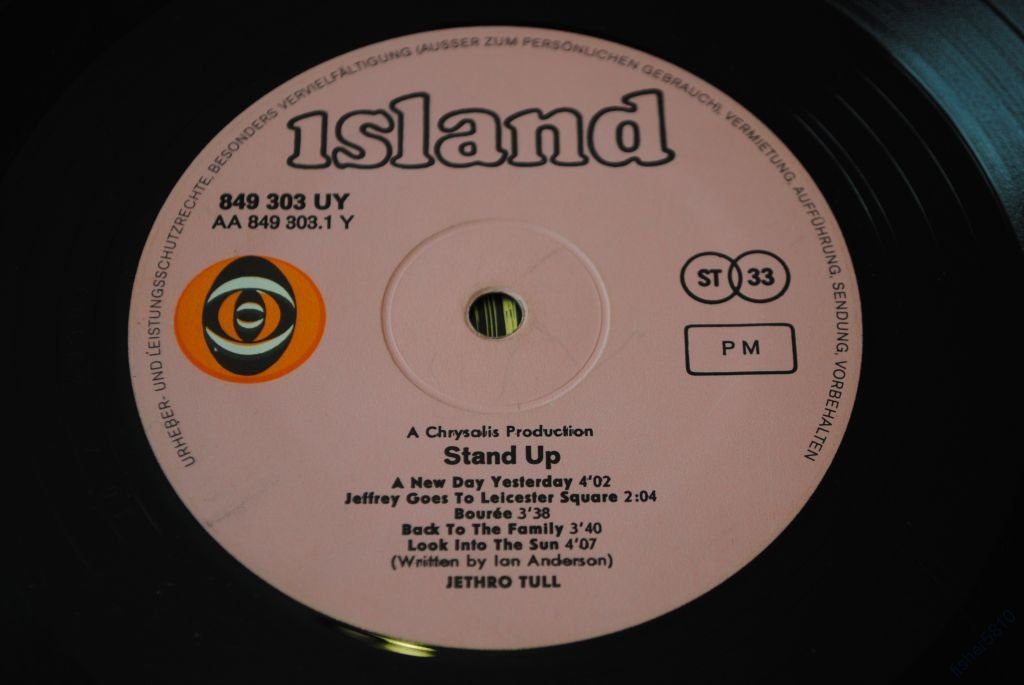 URHEBER- UND LEISTUNGSSCHUTZRECHTE, BESONDERS VERVIELFÄLTIGUNG (AUSSER ZUM PERSÖNLICHEN GEBRAUCH), VERMIETUNG, AUFFÜHRUNG, SENDUNG, VORBEHALTEN
island
849 303 UY
AA 849 303.1 Y
ST 33
PM
A Chrysalis Production
Stand Up
A New Day Yesterday 4'02
Jeffrey Goes To Leicester Square 2:04
Bourée 3'38
Back To The Family 3'40
Look Into The Sun 4'07
(Written by Ian Anderson)
JETHRO TULL
fishel5810